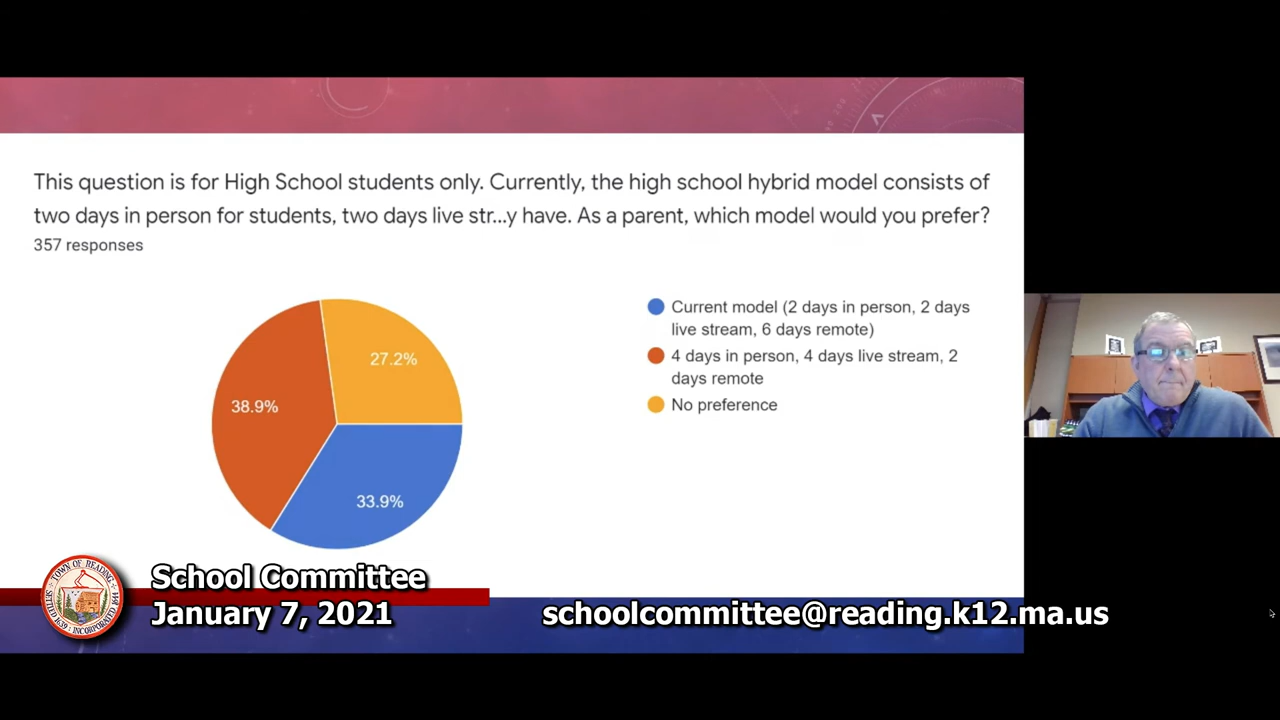 This question is for High School students only. Currently, the high school hybrid model consists of
two days in person for students, two days live str...y have. As a parent, which model would you prefer?
357 responses
27.2%
38.9%
33.9%
Current model (2 days in person, 2 days
live stream, 6 days remote)
4 days in person, 4 days live stream, 2
days remote
No preference
TOWN OF READING
School Committee
January 7, 2021
schoolcommittee@reading.k12.ma.us